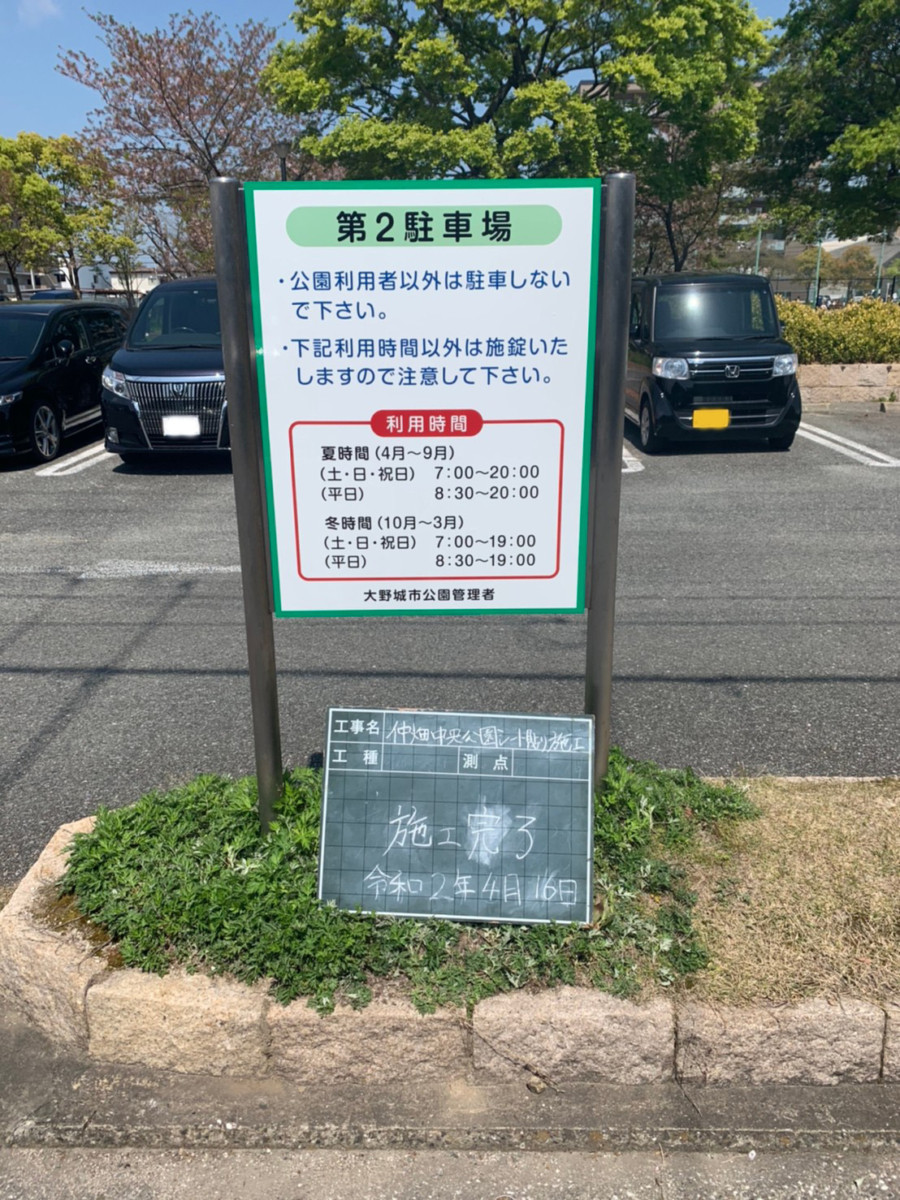 第2駐車場
・公園利用者以外は駐車しない
で下さい。
・下記利用時間以外は施錠いた
しますので注意して下さい。
利用時間
夏時間(4月〜9月)
(土・日・祝日) 7:00〜20:00
(平日) 8:30〜20:00
冬時間(10月〜3月)
(土・日・祝日) 7:00〜19:00
(平日) 8:30〜19:00
大野城市公園管理者
工事名 仲畑中央公園シート貼り施工
工種 測点
施工完了
令和2年4月16日